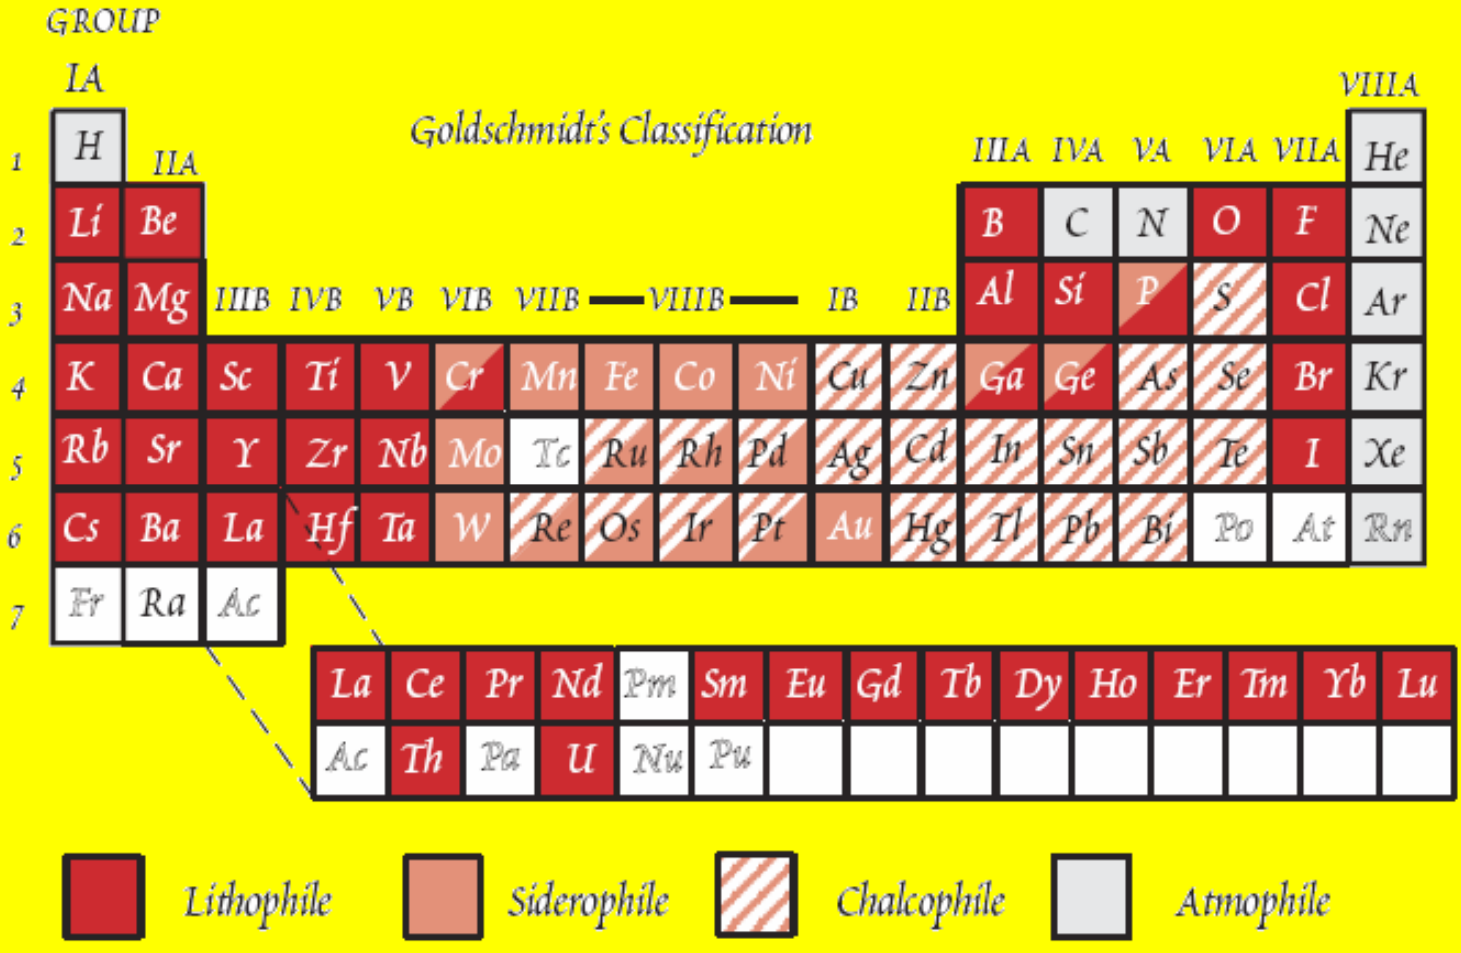 GROUP
IA VIIIA
H Goldschmidt's Classification IIIA IVA VA VIA VIIA He
1 IIA
Li Be B C N O F Ne
2
Na Mg IIIB IVB VB VIB VIIB VIIIB IB IIB Al Si P S Cl Ar
3
K Ca Sc Ti V Cr Mn Fe Co Ni Cu Zn Ga Ge As Se Br Kr
4
Rb Sr Y Zr Nb Mo Tc Ru Rh Pd Ag Cd In Sn Sb Te I Xe
5
Cs Ba La Hf Ta W Re Os Ir Pt Au Hg Tl Pb Bi Po At Rn
6
Fr Ra Ac
7
La Ce Pr Nd Pm Sm Eu Gd Tb Dy Ho Er Tm Yb Lu
Ac Th Pa U Nu Pu
Lithophile Siderophile Chalcophile Atmophile